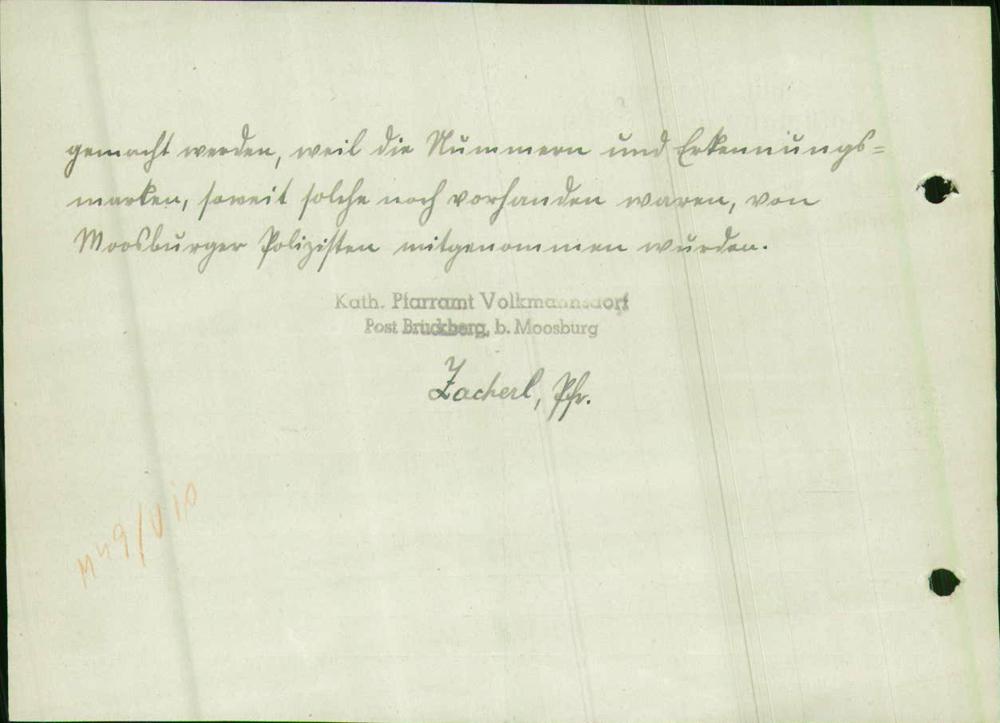 gemacht werden, weil die Nummern und Erkennungs=
marken, soweit solche noch vorhanden waren, von
Moosburger Polizisten mitgenommen wurden.
Kath. Pfarramt Volkmannsdorf
Post Bruckberg, b. Moosburg
Zacherl, Pfr.